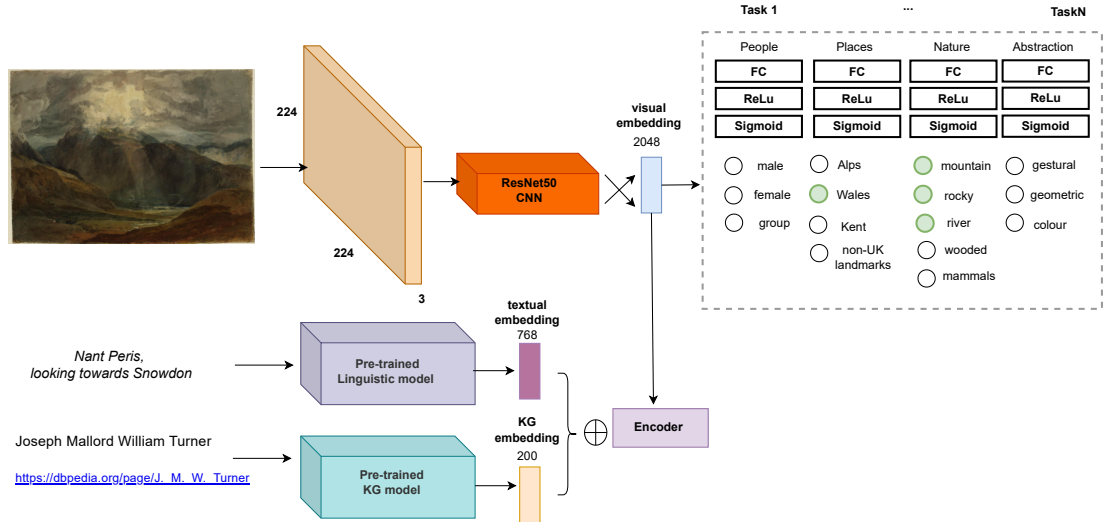 Task 1 ... TaskN
People Places Nature Abstraction
FC FC FC FC
ReLu ReLu ReLu ReLu
Sigmoid Sigmoid Sigmoid Sigmoid
male Alps mountain gestural
female Wales rocky geometric
group Kent river colour
non-UK landmarks wooded
mammals
224
224
3
ResNet50
CNN
visual
embedding
2048
Nant Peris,
looking towards Snowdon
Pre-trained
Linguistic model
textual
embedding
768
Joseph Mallord William Turner
https://dbpedia.org/page/J._M._W._Turner
Pre-trained
KG model
KG
embedding
200
Encoder